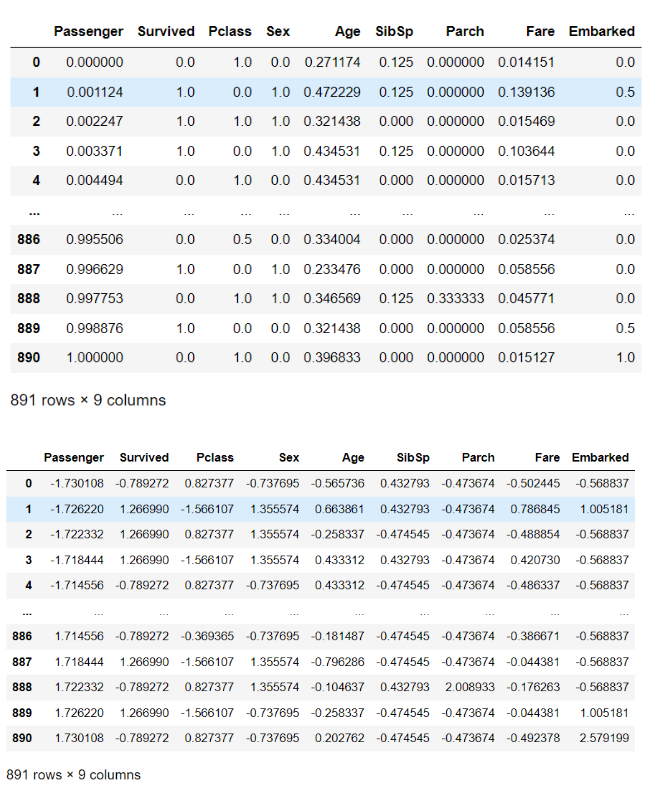 Passenger Survived Pclass Sex Age SibSp Parch Fare Embarked
0 0.000000 0.0 1.0 0.0 0.271174 0.125 0.000000 0.014151 0.0
1 0.001124 1.0 0.0 1.0 0.472229 0.125 0.000000 0.139136 0.5
2 0.002247 1.0 1.0 1.0 0.321438 0.000 0.000000 0.015469 0.0
3 0.003371 1.0 0.0 1.0 0.434531 0.125 0.000000 0.103644 0.0
4 0.004494 0.0 1.0 0.0 0.434531 0.000 0.000000 0.015713 0.0
... ... ... ... ... ... ... ... ... ...
886 0.995506 0.0 0.5 0.0 0.334004 0.000 0.000000 0.025374 0.0
887 0.996629 1.0 0.0 1.0 0.233476 0.000 0.000000 0.058556 0.0
888 0.997753 0.0 1.0 1.0 0.346569 0.125 0.333333 0.045771 0.0
889 0.998876 1.0 0.0 0.0 0.321438 0.000 0.000000 0.058556 0.5
890 1.000000 0.0 1.0 0.0 0.396833 0.000 0.000000 0.015127 1.0
891 rows × 9 columns
Passenger Survived Pclass Sex Age SibSp Parch Fare Embarked
0 -1.730108 -0.789272 0.827377 -0.737695 -0.565736 0.432793 -0.473674 -0.502445 -0.568837
1 -1.726220 1.266990 -1.566107 1.355574 0.663861 0.432793 -0.473674 0.786845 1.005181
2 -1.722332 1.266990 0.827377 1.355574 -0.258337 -0.474545 -0.473674 -0.488854 -0.568837
3 -1.718444 1.266990 -1.566107 1.355574 0.433312 0.432793 -0.473674 0.420730 -0.568837
4 -1.714556 -0.789272 0.827377 -0.737695 0.433312 -0.474545 -0.473674 -0.486337 -0.568837
... ... ... ... ... ... ... ... ... ...
886 1.714556 -0.789272 -0.369365 -0.737695 -0.181487 -0.474545 -0.473674 -0.386671 -0.568837
887 1.718444 1.266990 -1.566107 1.355574 -0.796286 -0.474545 -0.473674 -0.044381 -0.568837
888 1.722332 -0.789272 0.827377 1.355574 -0.104637 0.432793 2.008933 -0.176263 -0.568837
889 1.726220 1.266990 -1.566107 -0.737695 -0.258337 -0.474545 -0.473674 -0.044381 1.005181
890 1.730108 -0.789272 0.827377 -0.737695 0.202762 -0.474545 -0.473674 -0.492378 2.579199
891 rows × 9 columns